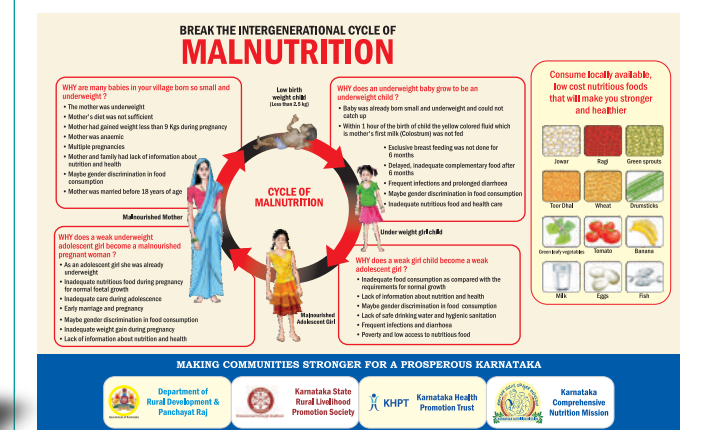 BREAK THE INTERGENERATIONAL CYCLE OF
MALNUTRITION
WHY are many babies in your village born so small and
underweight ?
• The mother was underweight
• Mother's diet was not sufficient
• Mother had gained weight less than 9 Kgs during pregnancy
• Mother was anaemic
• Multiple pregnancies
• Mother and family had lack of information about
nutrition and health
• Maybe gender discrimination in food
consumption
• Mother was married before 18 years of age
Low birth
weight child
(Less than 2.5 kg)
WHY does an underweight baby grow to be an
underweight child ?
• Baby was already born small and underweight and could not
catch up
• Within 1 hour of the birth of child the yellow colored fluid which
is mother's first milk (Colostrum) was not fed
• Exclusive breast feeding was not done for
6 months
• Delayed, inadequate complementary food after
6 months
• Frequent infections and prolonged diarrhoea
• Maybe gender discrimination in food consumption
• Inadequate nutritious food and health care
CYCLE OF
MALNUTRITION
Malnourished Mother
Under weight girl child
WHY does a weak underweight
adolescent girl become a malnourished
pregnant woman ?
• As an adolescent girl she was already
underweight
• Inadequate nutritious food during pregnancy
for normal foetal growth
• Inadequate care during adolescence
• Early marriage and pregnancy
• Maybe gender discrimination in food consumption
• Inadequate weight gain during pregnancy
• Lack of information about nutrition and health
Malnourished
Adolescent Girl
WHY does a weak girl child become a weak
adolescent girl ?
• Inadequate food consumption as compared with the
requirements for normal growth
• Lack of information about nutrition and health
• Maybe gender discrimination in food consumption
• Lack of safe drinking water and hygienic sanitation
• Frequent infections and diarrhoea
• Poverty and low access to nutritious food
Consume locally available,
low cost nutritious foods
that will make you stronger
and healthier
Jowar Ragi Green sprouts
Toor Dhal Wheat Drumsticks
Green leafy vegetables Tomato Banana
Milk Eggs Fish
MAKING COMMUNITIES STRONGER FOR A PROSPEROUS KARNATAKA
Department of
Rural Development &
Panchayat Raj
Karnataka State
Rural Livelihood
Promotion Society
KHPT
Karnataka Health
Promotion Trust
Karnataka
Comprehensive
Nutrition Mission